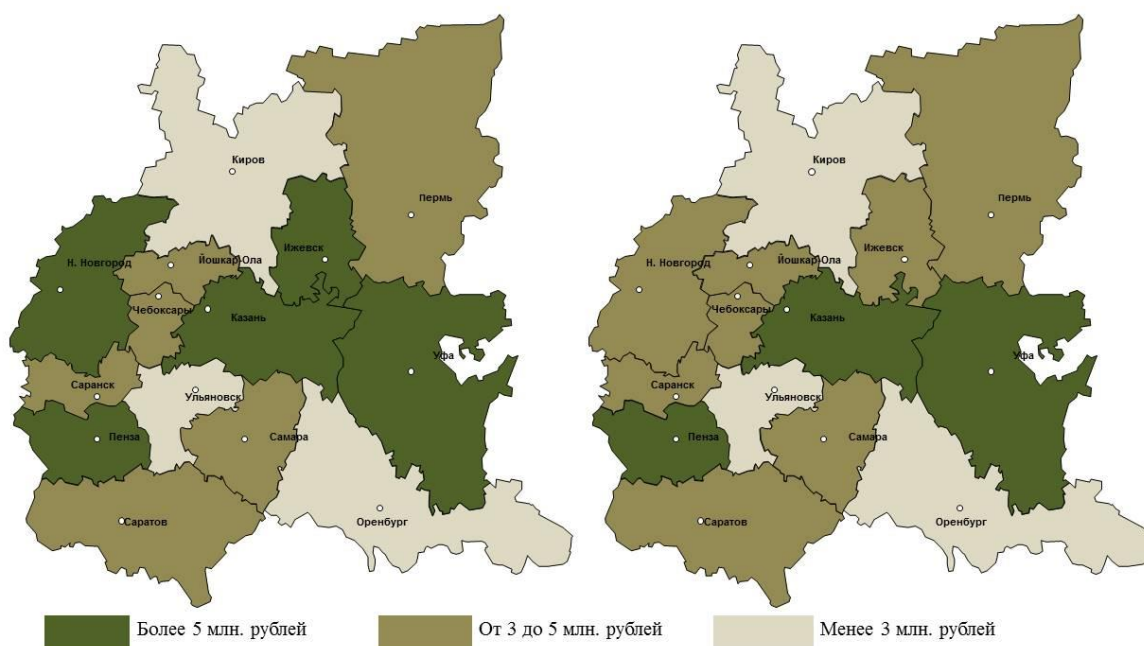 Киров
Пермь
Ижевск
Н. Новгород
Йошкар-Ола
Чебоксары
Казань
Уфа
Саранск
Ульяновск
Пенза
Самара
Саратов
Оренбург
Киров
Пермь
Ижевск
Н. Новгород
Йошкар-Ола
Чебоксары
Казань
Уфа
Саранск
Ульяновск
Пенза
Самара
Саратов
Оренбург
Более 5 млн. рублей
От 3 до 5 млн. рублей
Менее 3 млн. рублей